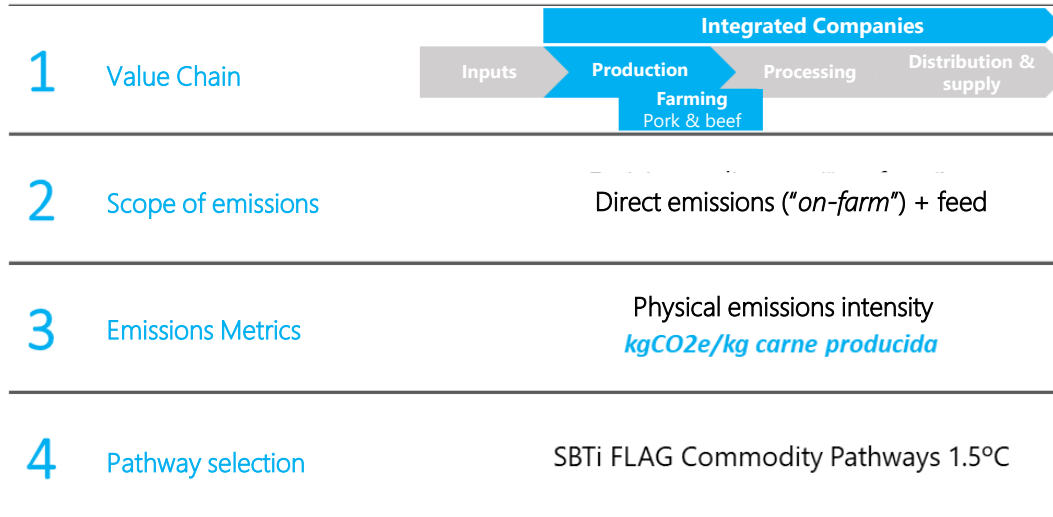 Integrated Companies
1
Value Chain
Inputs
Production
Processing
Distribution &
supply
Farming
Pork & beef
2
Scope of emissions
Direct emissions ("on-farm") + feed
3
Emissions Metrics
Physical emissions intensity
kgCO2e/kg carne producida
4
Pathway selection
SBTi FLAG Commodity Pathways 1.5ºC